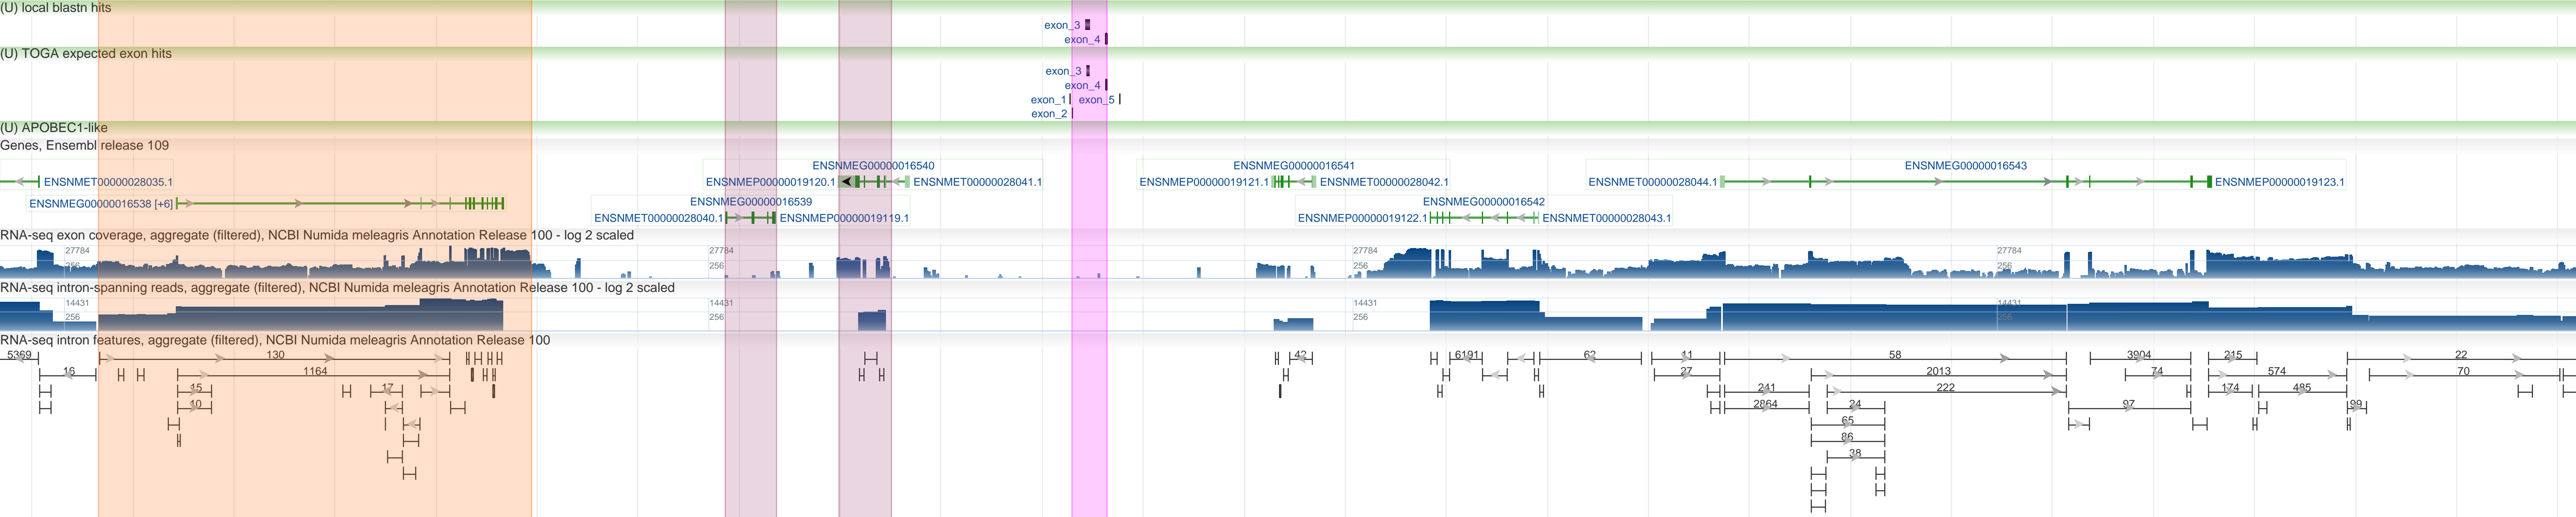 (U) local blastn hits
exon_3
exon_4
(U) TOGA expected exon hits
exon_3
exon_4
exon_1 exon_5
exon_2
(U) APOBEC1-like
Genes, Ensembl release 109
ENSNMEG00000016540 ENSNMEG00000016541 ENSNMEG00000016543
ENSNMET00000028035.1 ENSNMEP00000019120.1 ENSNMET00000028041.1 ENSNMEP00000019121.1 ENSNMET00000028042.1 ENSNMET00000028044.1 ENSNMEP00000019123.1
ENSNMEG00000016538 [+6] ENSNMEG00000016539 ENSNMEG00000016542
ENSNMET00000028040.1 ENSNMEP00000019119.1 ENSNMEP00000019122.1 ENSNMET00000028043.1
RNA-seq exon coverage, aggregate (filtered), NCBI Numida meleagris Annotation Release 100 - log 2 scaled
27784 27784 27784 27784
256 256 256 256
RNA-seq intron-spanning reads, aggregate (filtered), NCBI Numida meleagris Annotation Release 100 - log 2 scaled
14431 14431 14431 14431
256 256 256 256
RNA-seq intron features, aggregate (filtered), NCBI Numida meleagris Annotation Release 100
5369 130 42 6191 62 11 58 3904 215 22
16 1164 27 2013 74 574 70
15 17 241 222 174 485
10 2864 24 97 99
65
86
38